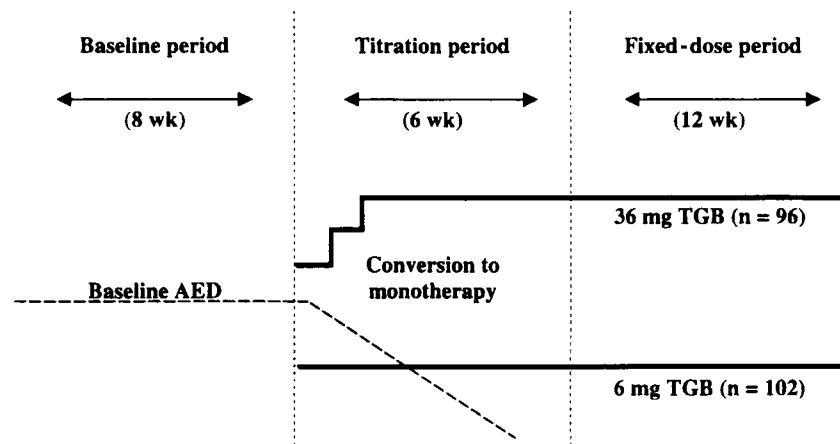 Baseline period
Titration period
Fixed-dose period
(8 wk)
(6 wk)
(12 wk)
36 mg TGB (n = 96)
Conversion to
monotherapy
Baseline AED
6 mg TGB (n = 102)